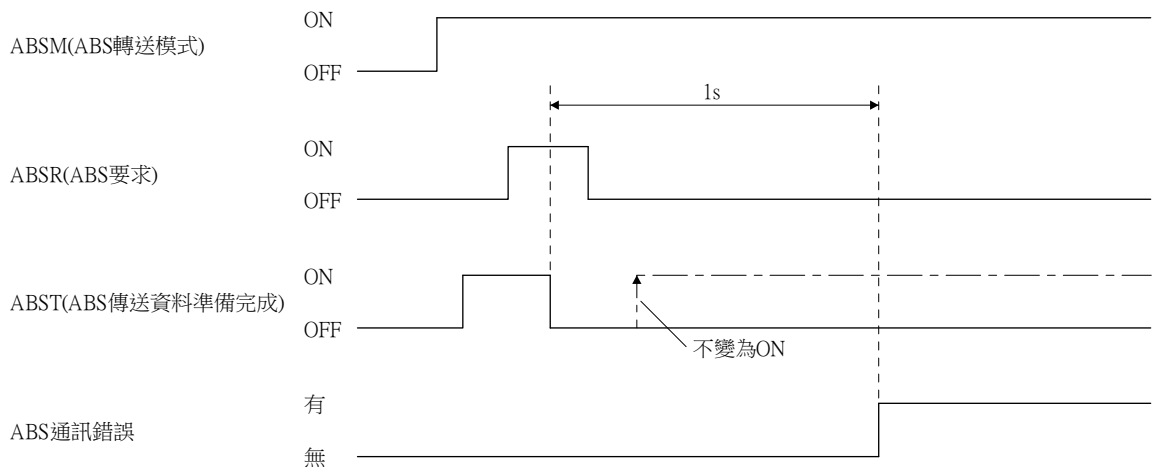 ON
ABSM(ABS轉送模式)
OFF
1s
ON
ABSR(ABS要求)
OFF
ON
ABST(ABS傳送資料準備完成)
OFF
不變為ON
有
ABS通訊錯誤
無